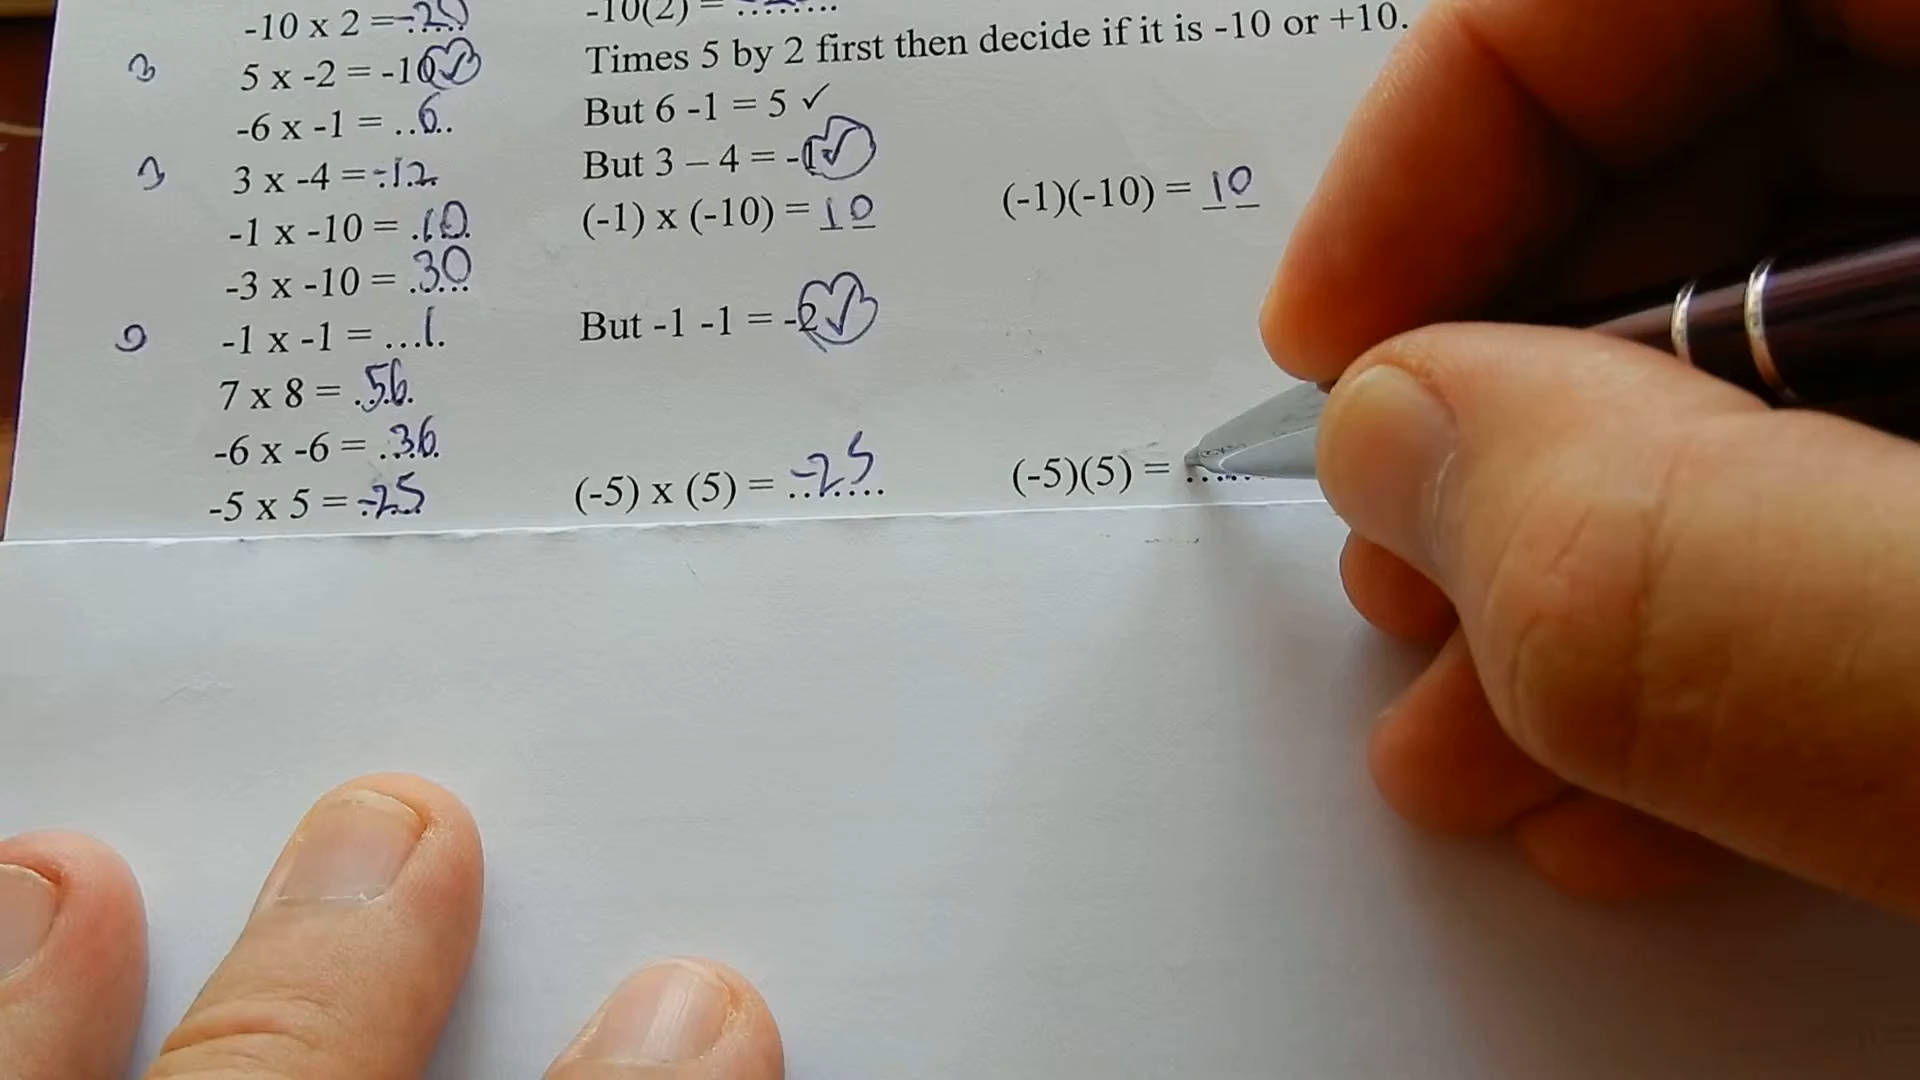 -10 x 2 = -20 -10(2) = ........
5 x -2 = -10 ✓ Times 5 by 2 first then decide if it is -10 or +10.
-6 x -1 = ..6.. But 6 -1 = 5 ✓
3 x -4 = -12 But 3 – 4 = -1 ✓
-1 x -10 = .10. (-1) x (-10) = 10 (-1)(-10) = 10
-3 x -10 = .30
-1 x -1 = ...1. But -1 -1 = -2 ✓
7 x 8 = .56.
-6 x -6 = .36.
-5 x 5 = -25 (-5) x (5) = -25 (-5)(5) = ......